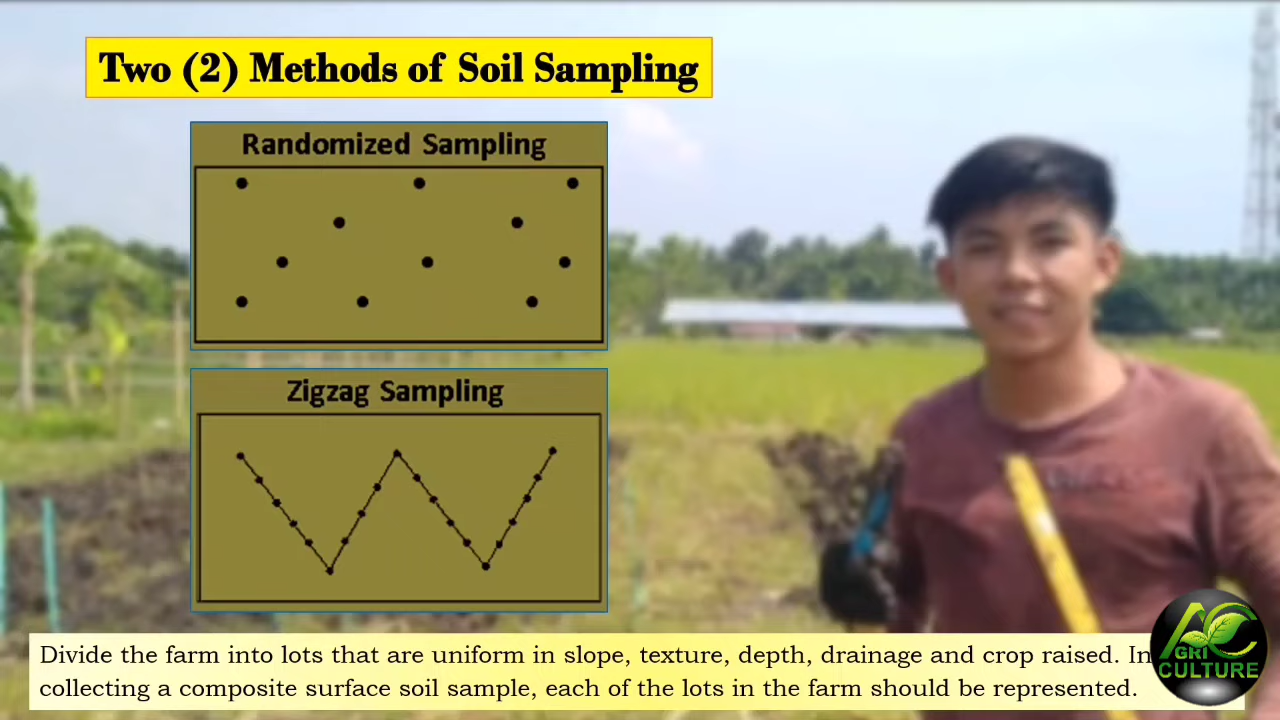 Two (2) Methods of Soil Sampling
Randomized Sampling
Zigzag Sampling
Divide the farm into lots that are uniform in slope, texture, depth, drainage and crop raised. In
collecting a composite surface soil sample, each of the lots in the farm should be represented.
AC
GRI
CULTURE